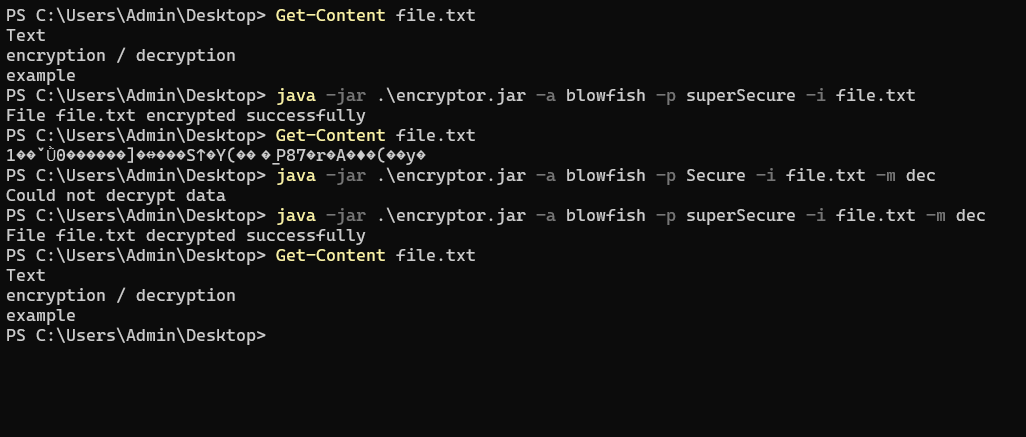 PS C:\Users\Admin\Desktop> Get-Content file.txt
Text
encryption / decryption
example
PS C:\Users\Admin\Desktop> java -jar .\encryptor.jar -a blowfish -p superSecure -i file.txt
File file.txt encrypted successfully
PS C:\Users\Admin\Desktop> Get-Content file.txt
1��ˇÙ0������]�↔����S↑�Y(�� �_P87�r�A�♦�(��y�
PS C:\Users\Admin\Desktop> java -jar .\encryptor.jar -a blowfish -p Secure -i file.txt -m dec
Could not decrypt data
PS C:\Users\Admin\Desktop> java -jar .\encryptor.jar -a blowfish -p superSecure -i file.txt -m dec
File file.txt decrypted successfully
PS C:\Users\Admin\Desktop> Get-Content file.txt
Text
encryption / decryption
example
PS C:\Users\Admin\Desktop>